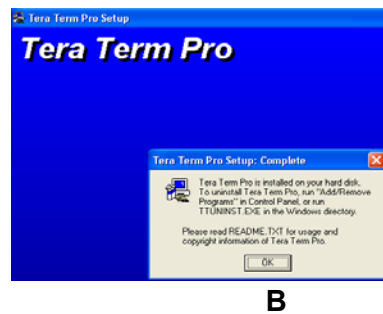 Tera Term Pro Setup
Tera Term Pro
Tera Term Pro Setup: Complete
Tera Term Pro is installed on your hard disk.
To uninstall Tera Term Pro, run "Add/Remove
Programs" in Control Panel, or run
TTUNINST.EXE in the Windows directory.
Please read README.TXT for usage and
copyright information of Tera Term Pro.
OK
B